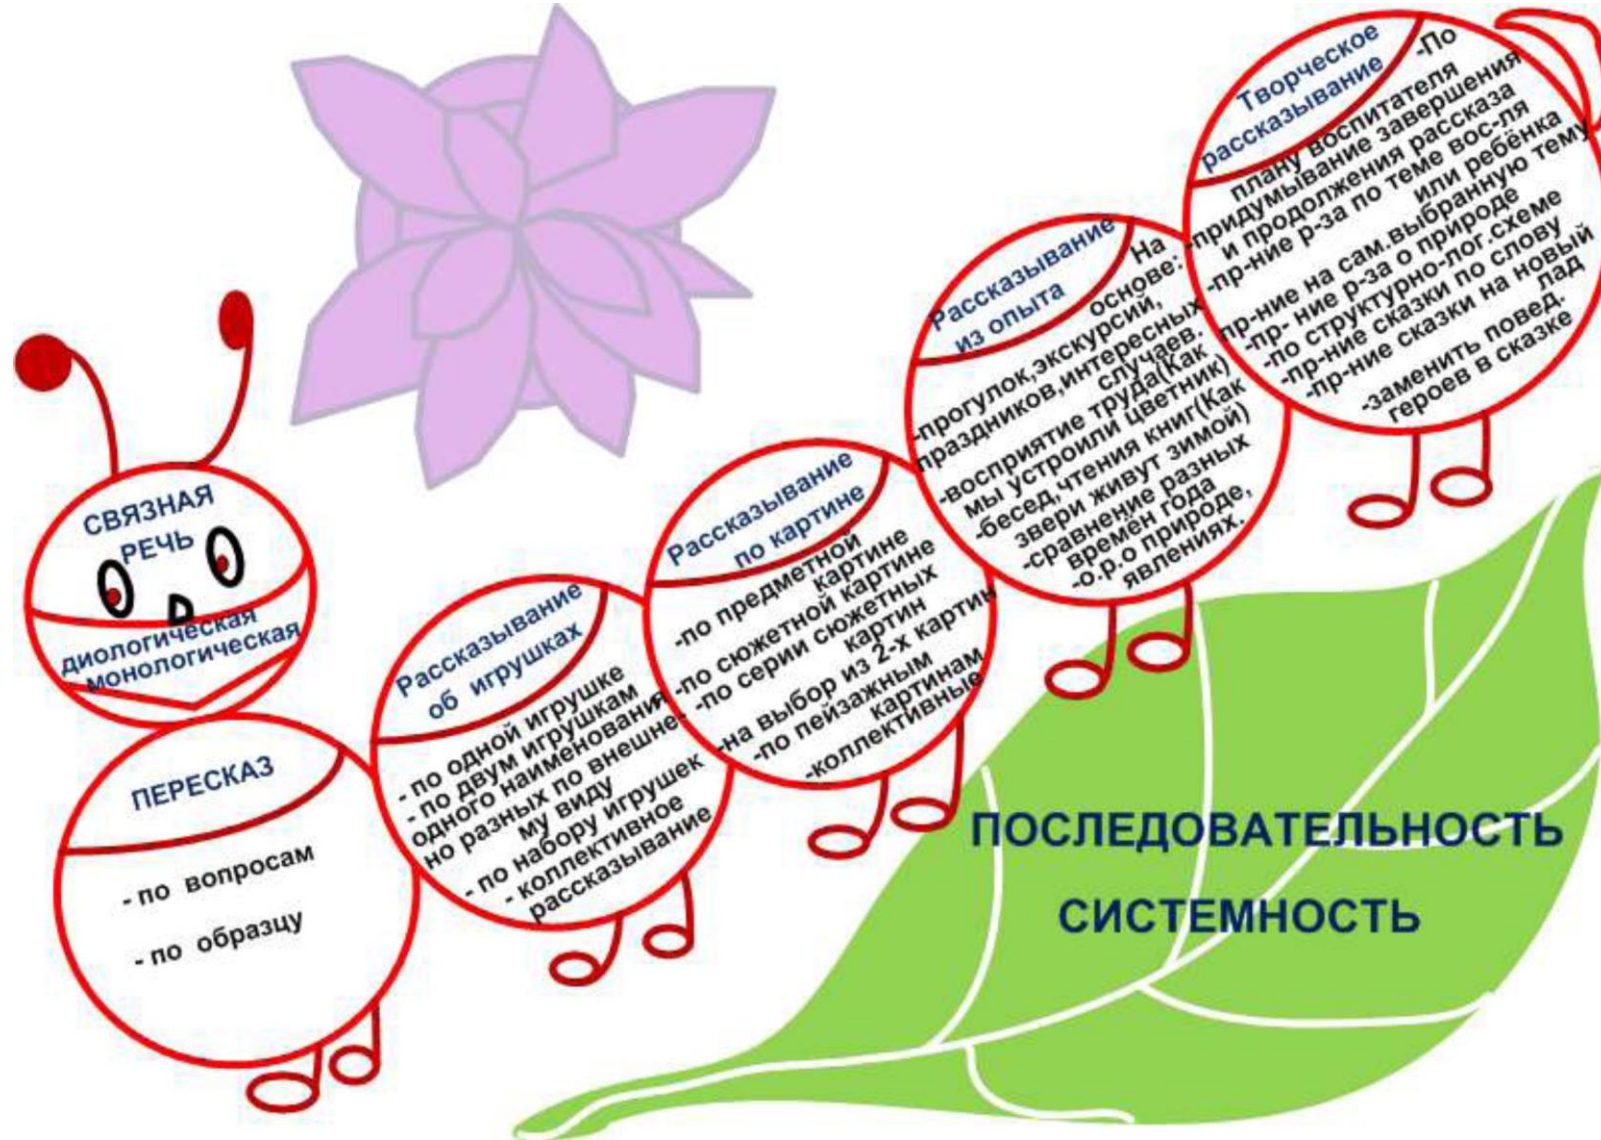 СВЯЗНАЯ
РЕЧЬ
диологическая
монологическая
ПЕРЕСКАЗ
- по вопросам
- по образцу
Рассказывание
об игрушках
- по одной игрушке
- по двум игрушкам
одного наименования
но разных по внешне-
му виду
- по набору игрушек
- коллективное
рассказывание
Рассказывание
по картине
-по предметной
картине
-по сюжетной картине
-по серии сюжетных
картин
-на выбор из 2-х картин
-по пейзажным
картинам
-коллективные
Рассказывание
из опыта
На
основе:
-прогулок,экскурсий,
праздников,интересных
случаев.
-восприятие труда(Как
мы устроили цветник)
-бесед,чтения книг(Как
звери живут зимой)
-сравнение разных
времён года
-о.р.о природе,
явлениях.
Творческое
рассказывание
-По
плану воспитателя
-придумывание завершения
и продолжения рассказа
-пр-ние р-за по теме вос-ля
или ребёнка
пр-ние на сам.выбранную тему
-пр- ние р-за о природе
-по структурно-лог.схеме
-пр-ние сказки по слову
-пр-ние сказки на новый
лад
-заменить повед.
героев в сказке
ПОСЛЕДОВАТЕЛЬНОСТЬ
СИСТЕМНОСТЬ